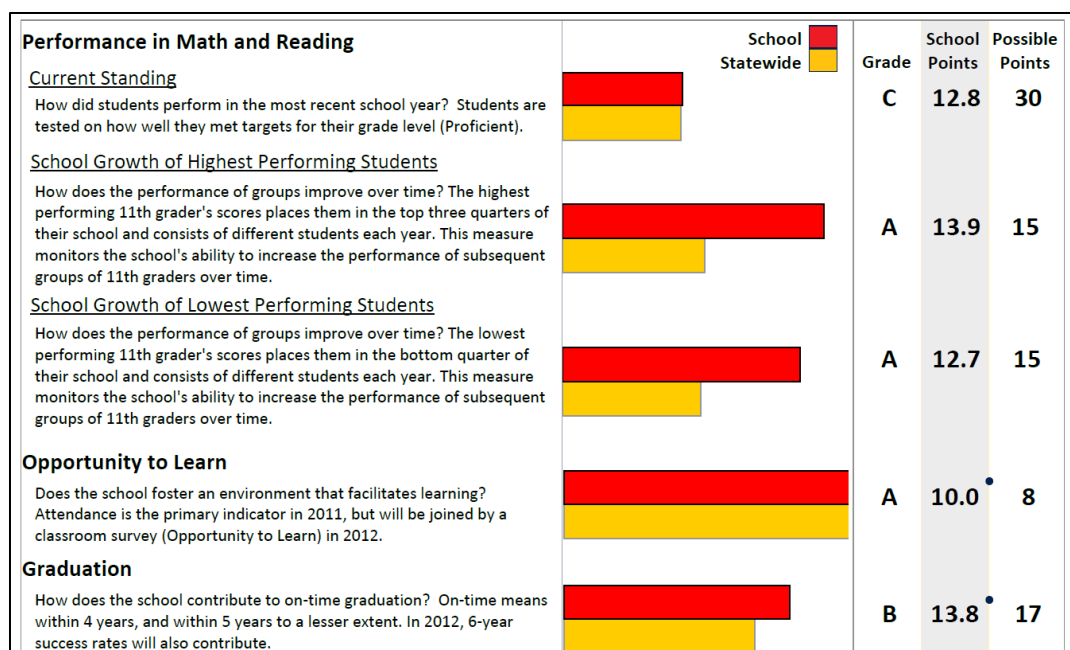 Performance in Math and Reading
School
Statewide
Grade
School Points
Possible Points
Current Standing
How did students perform in the most recent school year?  Students are
tested on how well they met targets for their grade level (Proficient).
C 12.8 30
School Growth of Highest Performing Students
How does the performance of groups improve over time? The highest
performing 11th grader's scores places them in the top three quarters of
their school and consists of different students each year. This measure
monitors the school's ability to increase the performance of subsequent
groups of 11th graders over time.
A 13.9 15
School Growth of Lowest Performing Students
How does the performance of groups improve over time? The lowest
performing 11th grader's scores places them in the bottom quarter of
their school and consists of different students each year. This measure
monitors the school's ability to increase the performance of subsequent
groups of 11th graders over time.
A 12.7 15
Opportunity to Learn
Does the school foster an environment that facilitates learning?
Attendance is the primary indicator in 2011, but will be joined by a
classroom survey (Opportunity to Learn) in 2012.
A 10.0 8
Graduation
How does the school contribute to on-time graduation?  On-time means
within 4 years, and within 5 years to a lesser extent. In 2012, 6-year
success rates will also contribute.
B 13.8 17